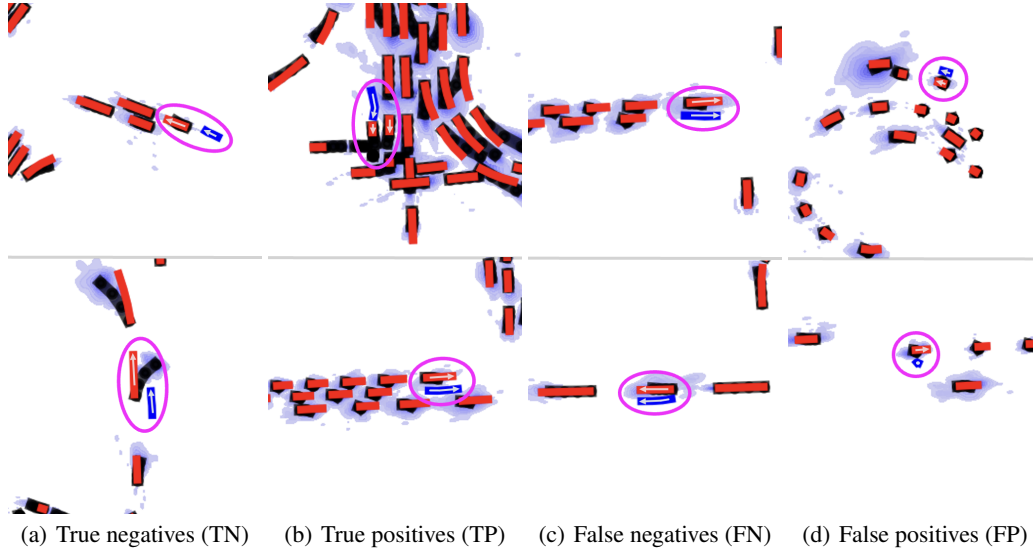 (a) True negatives (TN) (b) True positives (TP) (c) False negatives (FN) (d) False positives (FP)